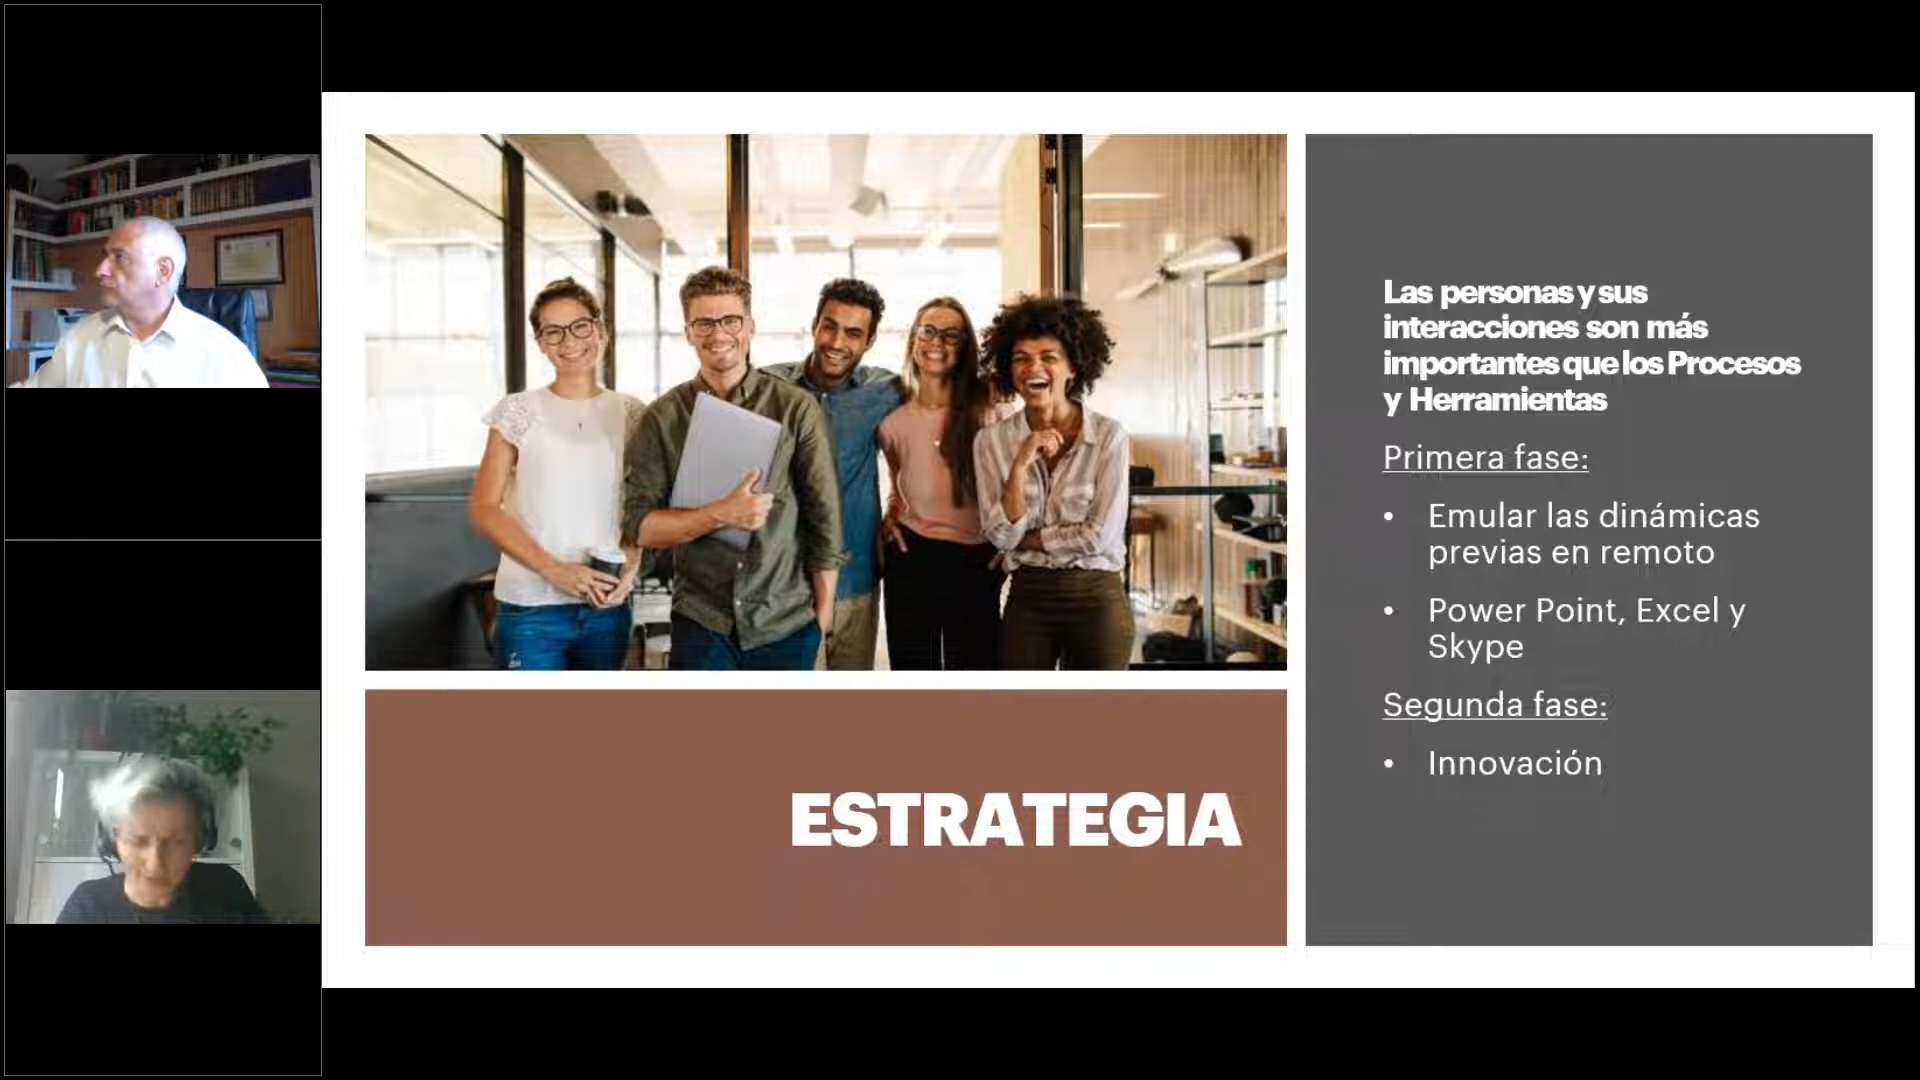 ESTRATEGIA
Las personas y sus
interacciones son más
importantes que los Procesos
y Herramientas
Primera fase:
• Emular las dinámicas
previas en remoto
• Power Point, Excel y
Skype
Segunda fase:
• Innovación